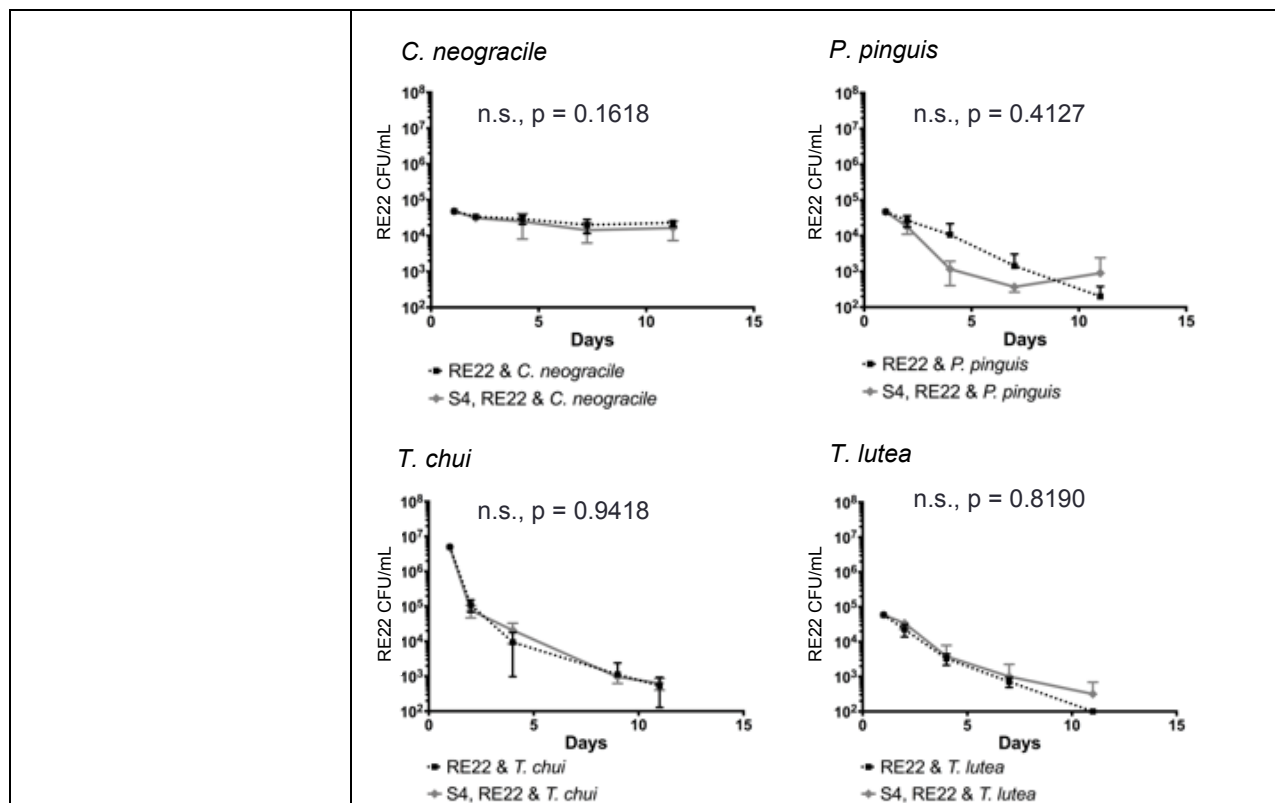 C. neogracile
n.s., p = 0.1618
RE22 CFU/mL
10⁸
10⁷
10⁶
10⁵
10⁴
10³
10²
0 5 10 15
Days
RE22 & C. neogracile
S4, RE22 & C. neogracile
P. pinguis
n.s., p = 0.4127
RE22 CFU/mL
10⁸
10⁷
10⁶
10⁵
10⁴
10³
10²
0 5 10 15
Days
RE22 & P. pinguis
S4, RE22 & P. pinguis
T. chui
n.s., p = 0.9418
RE22 CFU/mL
10⁸
10⁷
10⁶
10⁵
10⁴
10³
10²
0 5 10 15
Days
RE22 & T. chui
S4, RE22 & T. chui
T. lutea
n.s., p = 0.8190
RE22 CFU/mL
10⁸
10⁷
10⁶
10⁵
10⁴
10³
10²
0 5 10 15
Days
RE22 & T. lutea
S4, RE22 & T. lutea